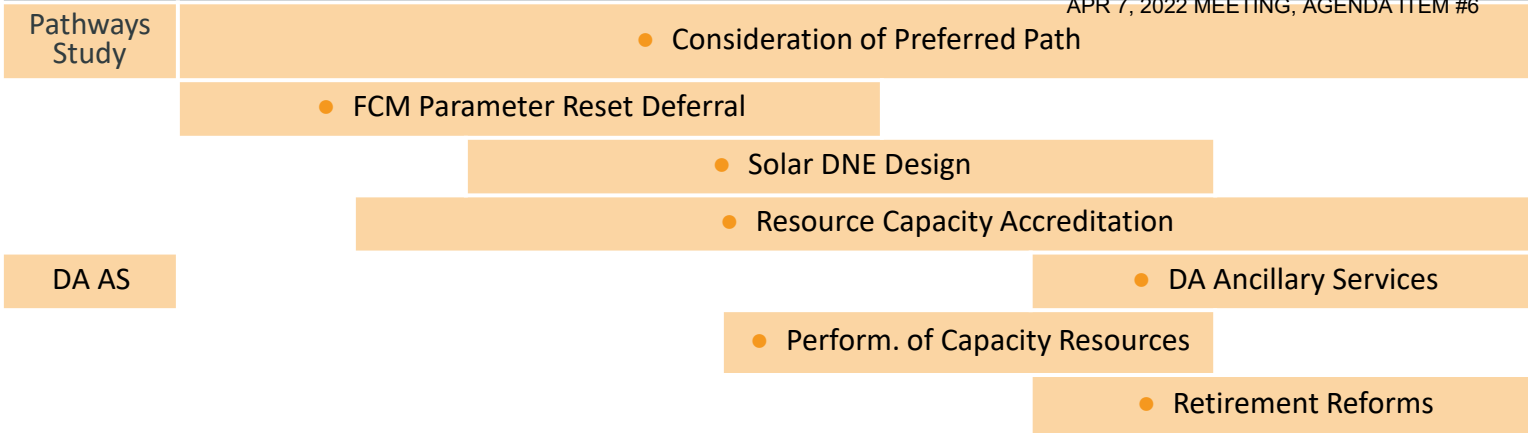 APR 7, 2022 MEETING, AGENDA ITEM #6
Pathways
Study
• Consideration of Preferred Path
• FCM Parameter Reset Deferral
• Solar DNE Design
• Resource Capacity Accreditation
DA AS
• DA Ancillary Services
• Perform. of Capacity Resources
• Retirement Reforms